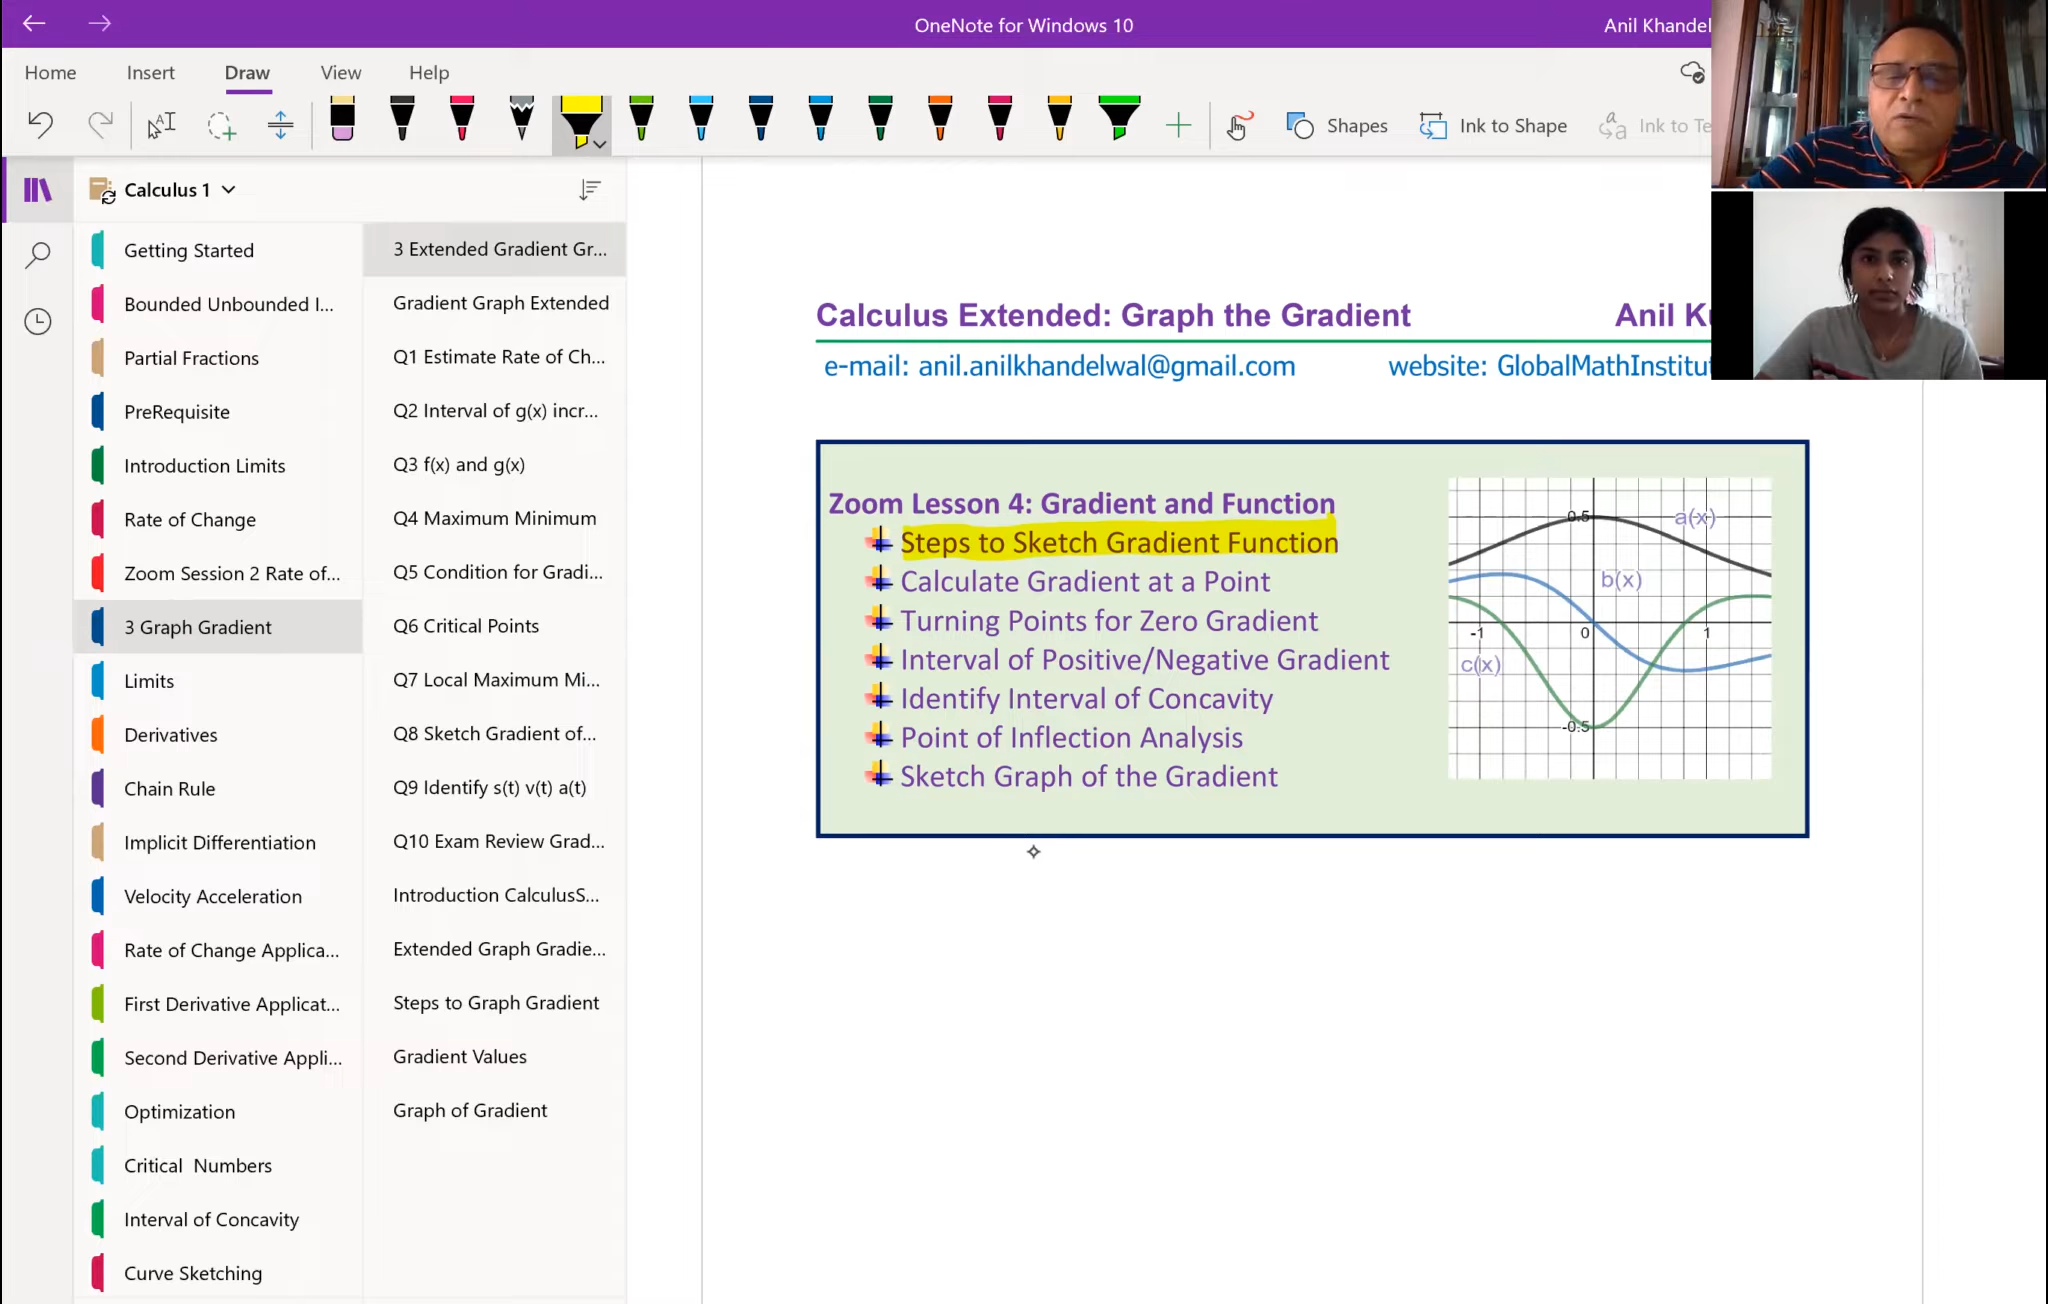 OneNote for Windows 10
Anil Khandel
Home Insert Draw View Help
Shapes Ink to Shape Ink to Te
Calculus 1
Getting Started
Bounded Unbounded I...
Partial Fractions
PreRequisite
Introduction Limits
Rate of Change
Zoom Session 2 Rate of...
3 Graph Gradient
Limits
Derivatives
Chain Rule
Implicit Differentiation
Velocity Acceleration
Rate of Change Applica...
First Derivative Applicat...
Second Derivative Appli...
Optimization
Critical Numbers
Interval of Concavity
Curve Sketching
3 Extended Gradient Gr...
Gradient Graph Extended
Q1 Estimate Rate of Ch...
Q2 Interval of g(x) incr...
Q3 f(x) and g(x)
Q4 Maximum Minimum
Q5 Condition for Gradi...
Q6 Critical Points
Q7 Local Maximum Mi...
Q8 Sketch Gradient of...
Q9 Identify s(t) v(t) a(t)
Q10 Exam Review Grad...
Introduction CalculusS...
Extended Graph Gradie...
Steps to Graph Gradient
Gradient Values
Graph of Gradient
Calculus Extended: Graph the Gradient Anil Ku
e-mail: anil.anilkhandelwal@gmail.com website: GlobalMathInstitut
Zoom Lesson 4: Gradient and Function
Steps to Sketch Gradient Function
Calculate Gradient at a Point
Turning Points for Zero Gradient
Interval of Positive/Negative Gradient
Identify Interval of Concavity
Point of Inflection Analysis
Sketch Graph of the Gradient
0.5 a(x)
b(x)
-1 0 1
c(x)
-0.5